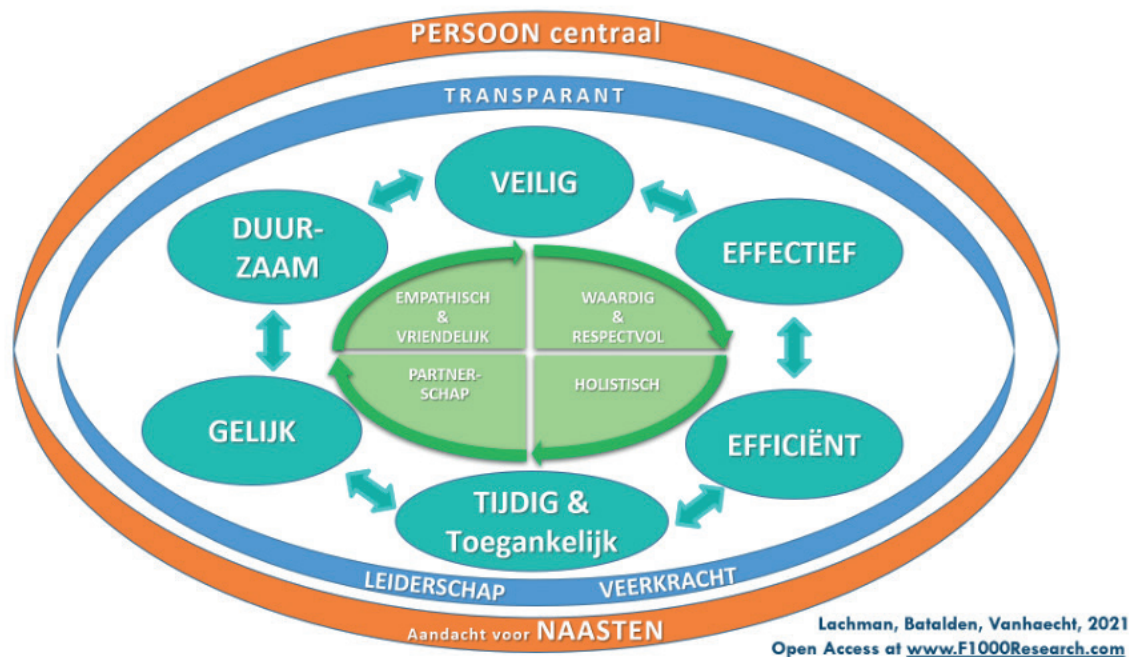 PERSOON centraal
TRANSPARANT
VEILIG
DUUR-
ZAAM
EFFECTIEF
EMPATHISCH
&
VRIENDELIJK
WAARDIG
&
RESPECTVOL
PARTNER-
SCHAP
HOLISTISCH
GELIJK
EFFICIËNT
TIJDIG &
Toegankelijk
LEIDERSCHAP
VEERKRACHT
Aandacht voor NAASTEN
Lachman, Batalden, Vanhaecht, 2021
Open Access at www.F1000Research.com